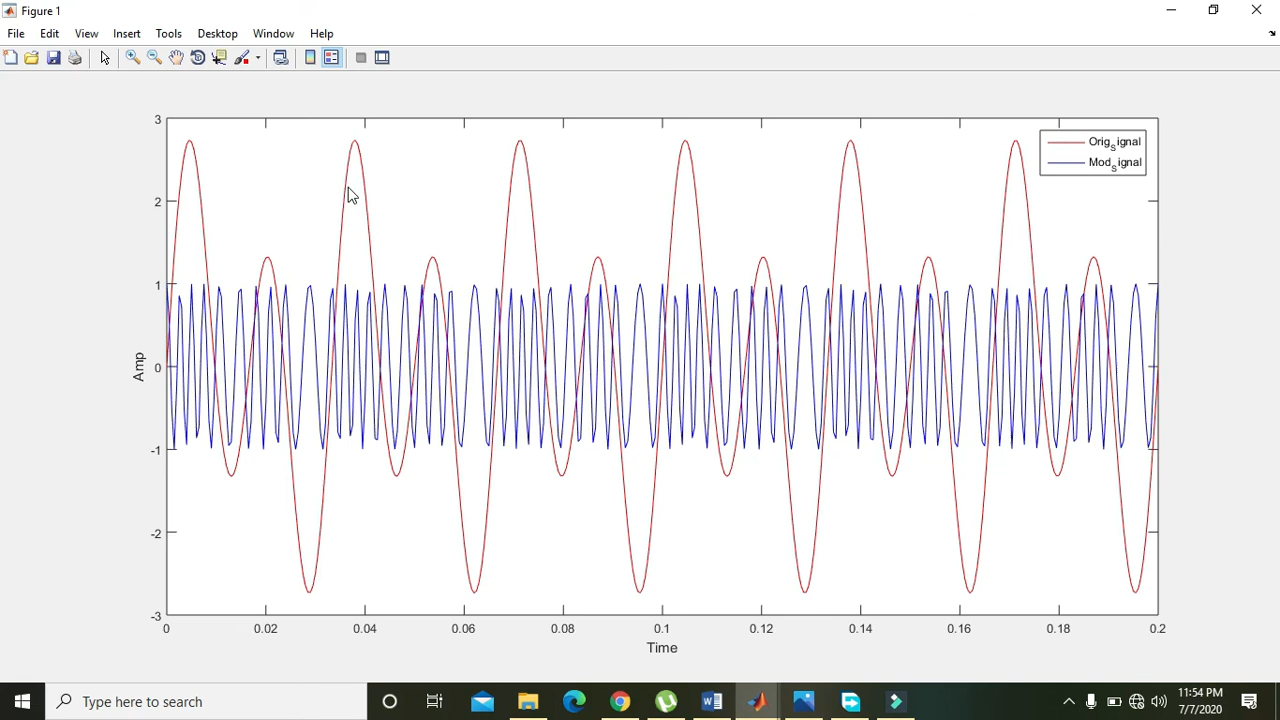 Figure 1
File Edit View Insert Tools Desktop Window Help
3
2
1
0
-1
-2
-3
Amp
Orig_Signal
Mod_Signal
0 0.02 0.04 0.06 0.08 0.1 0.12 0.14 0.16 0.18 0.2
Time
Type here to search
11:54 PM
7/7/2020